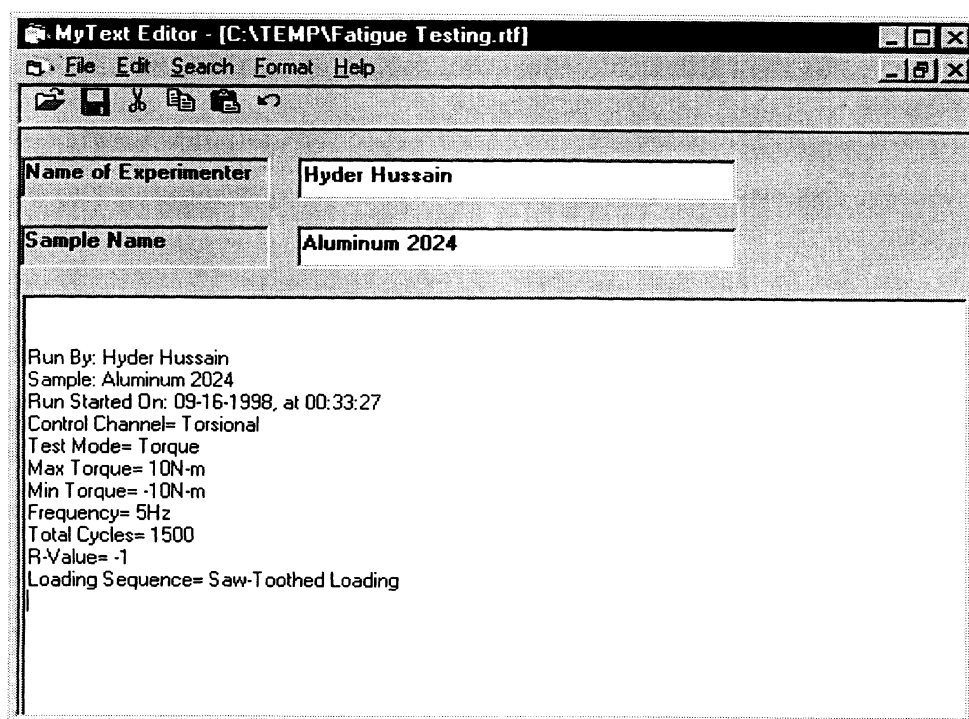 MyText Editor - [C:\TEMP\Fatigue Testing.rtf]
File Edit Search Format Help
Name of Experimenter Hyder Hussain
Sample Name Aluminum 2024
Run By: Hyder Hussain
Sample: Aluminum 2024
Run Started On: 09-16-1998, at 00:33:27
Control Channel= Torsional
Test Mode= Torque
Max Torque= 10N-m
Min Torque= -10N-m
Frequency= 5Hz
Total Cycles= 1500
R-Value= -1
Loading Sequence= Saw-Toothed Loading